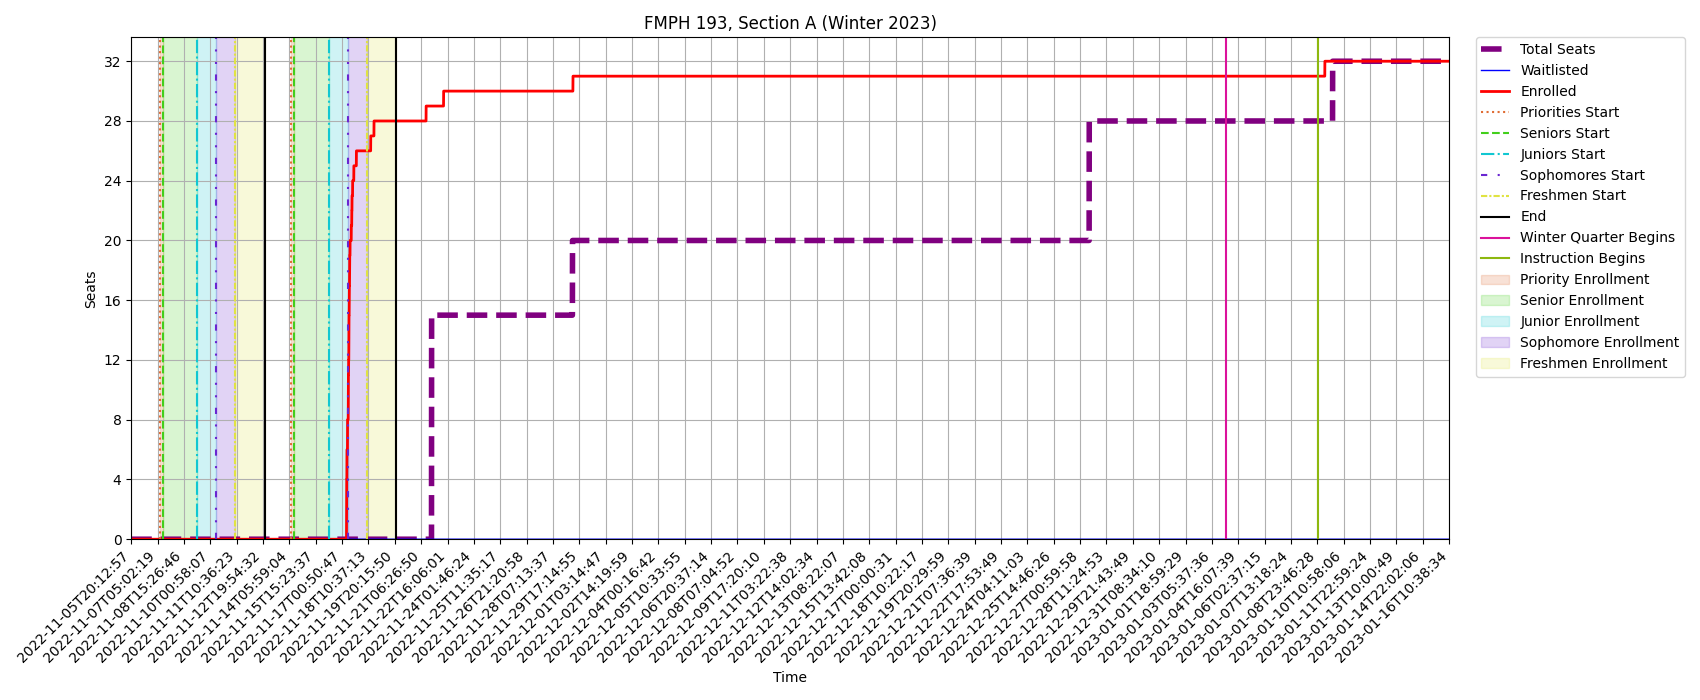 FMPH 193, Section A (Winter 2023)
Seats
32
28
24
20
16
12
8
4
0
2022-11-05T20:12:57
2022-11-07T05:02:19
2022-11-08T15:26:46
2022-11-10T00:58:07
2022-11-11T10:36:23
2022-11-12T19:54:32
2022-11-14T05:59:04
2022-11-15T15:23:37
2022-11-17T00:50:47
2022-11-18T10:37:13
2022-11-19T20:15:50
2022-11-21T06:26:50
2022-11-22T16:06:01
2022-11-24T01:46:24
2022-11-25T11:35:17
2022-11-26T21:20:58
2022-11-28T07:13:37
2022-11-29T17:14:55
2022-12-01T03:14:47
2022-12-02T14:19:59
2022-12-04T00:16:42
2022-12-05T10:33:55
2022-12-06T20:37:14
2022-12-08T07:04:52
2022-12-09T17:20:10
2022-12-11T03:22:38
2022-12-12T14:02:34
2022-12-13T08:22:07
2022-12-15T13:42:08
2022-12-17T00:00:31
2022-12-18T10:22:17
2022-12-19T20:29:59
2022-12-21T07:36:39
2022-12-22T17:53:49
2022-12-24T04:11:03
2022-12-25T14:46:26
2022-12-27T00:59:58
2022-12-28T11:24:53
2022-12-29T21:43:49
2022-12-31T08:34:10
2023-01-01T18:59:29
2023-01-03T05:37:36
2023-01-04T16:07:39
2023-01-06T02:37:15
2023-01-07T13:18:24
2023-01-08T23:46:28
2023-01-10T10:58:06
2023-01-11T22:59:24
2023-01-13T10:00:49
2023-01-14T22:02:06
2023-01-16T10:38:34
Time
Total Seats
Waitlisted
Enrolled
Priorities Start
Seniors Start
Juniors Start
Sophomores Start
Freshmen Start
End
Winter Quarter Begins
Instruction Begins
Priority Enrollment
Senior Enrollment
Junior Enrollment
Sophomore Enrollment
Freshmen Enrollment